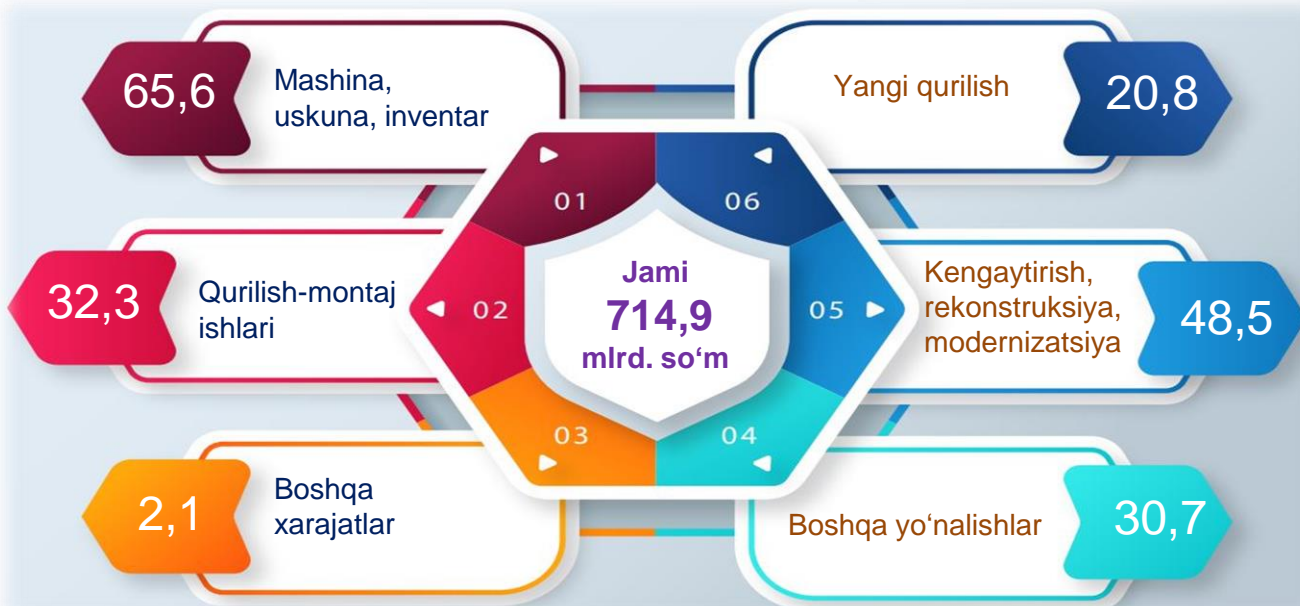 65,6
Mashina,
uskuna, inventar
Yangi qurilish
20,8
01
06
32,3
Qurilish-montaj
ishlari
02
Jami
714,9
mlrd. so‘m
05
Kengaytirish,
rekonstruksiya,
modernizatsiya
48,5
03
04
2,1
Boshqa
xarajatlar
Boshqa yo‘nalishlar
30,7